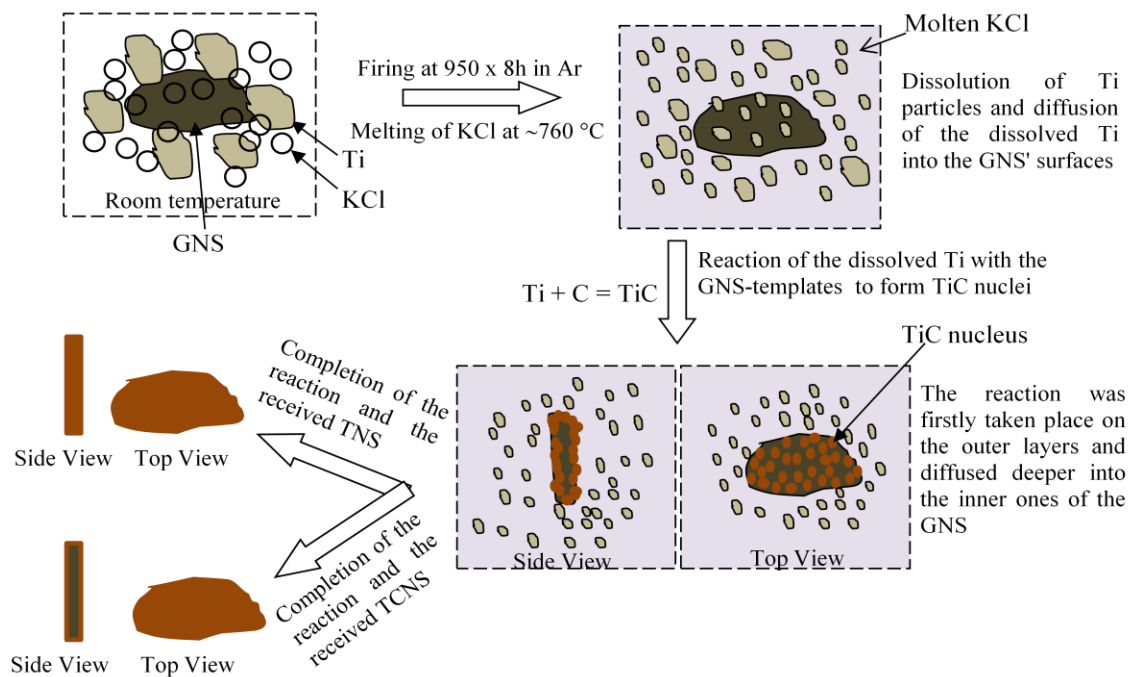 Room temperature
Ti
KCl
GNS
Firing at 950 x 8h in Ar
Melting of KCl at ~760 °C
Molten KCl
Dissolution of Ti
particles and diffusion
of the dissolved Ti
into the GNS' surfaces
Ti + C = TiC
Reaction of the dissolved Ti with the
GNS-templates to form TiC nuclei
TiC nucleus
The reaction was
firstly taken place on
the outer layers and
diffused deeper into
the inner ones of the
GNS
Side View
Top View
Completion of the
reaction and the
received TNS
Side View
Top View
Completion of the
reaction and the
received TCNS
Side View
Top View